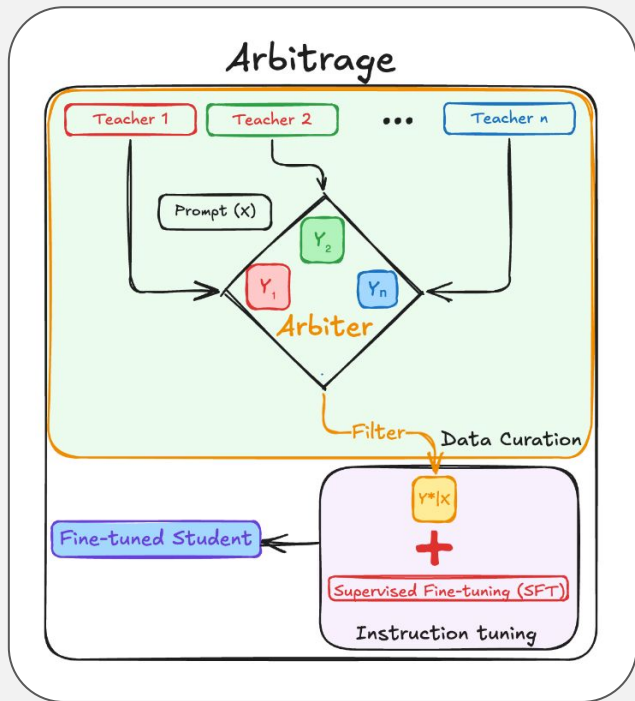 Arbitrage
Teacher 1
Teacher 2
...
Teacher n
Prompt (x)
Y₂
Y₁
Yₙ
Arbiter
Filter
Data Curation
Y*|X
Fine-tuned Student
Supervised Fine-tuning (SFT)
Instruction tuning